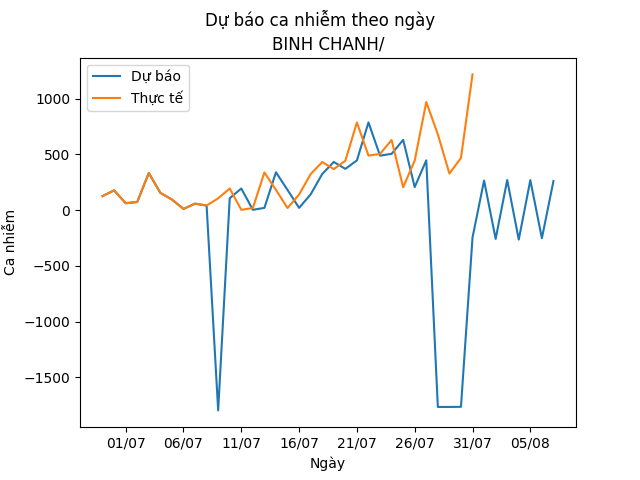 Dự báo ca nhiễm theo ngày
BINH CHANH/
Dự báo
Thực tế
Ca nhiễm
1000
500
0
−500
−1000
−1500
01/07 06/07 11/07 16/07 21/07 26/07 31/07 05/08
Ngày